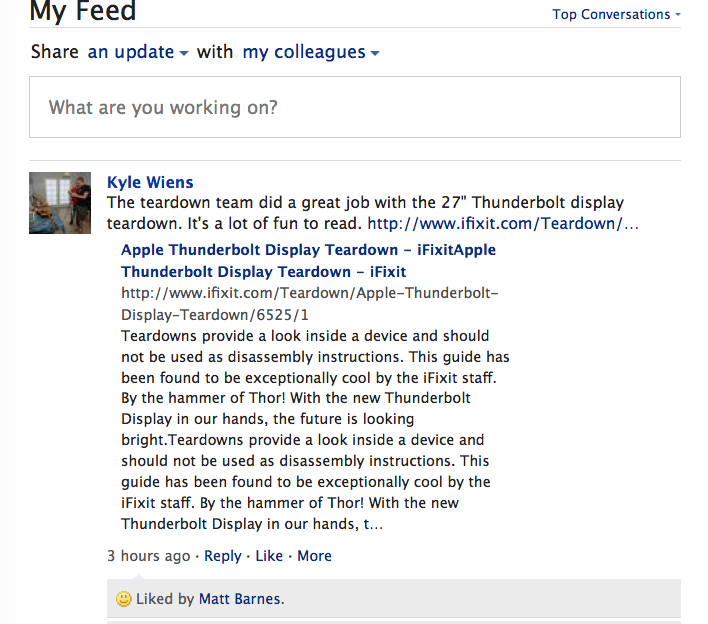 My Feed
Top Conversations
Share an update with my colleagues
What are you working on?
Kyle Wiens
The teardown team did a great job with the 27" Thunderbolt display
teardown. It's a lot of fun to read. http://www.ifixit.com/Teardown/...
Apple Thunderbolt Display Teardown - iFixitApple
Thunderbolt Display Teardown - iFixit
http://www.ifixit.com/Teardown/Apple-Thunderbolt-
Display-Teardown/6525/1
Teardowns provide a look inside a device and should
not be used as disassembly instructions. This guide has
been found to be exceptionally cool by the iFixit staff.
By the hammer of Thor! With the new Thunderbolt
Display in our hands, the future is looking
bright.Teardowns provide a look inside a device and
should not be used as disassembly instructions. This
guide has been found to be exceptionally cool by the
iFixit staff. By the hammer of Thor! With the new
Thunderbolt Display in our hands, t...
3 hours ago · Reply · Like · More
Liked by Matt Barnes.